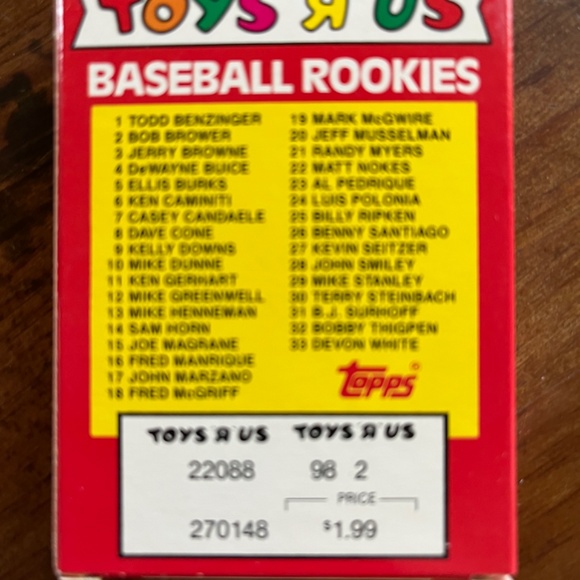 TOYS "R" US
BASEBALL ROOKIES
1 TODD BENZINGER
2 BOB BROWER
3 JERRY BROWNE
4 DeWAYNE BUICE
5 ELLIS BURKS
6 KEN CAMINITI
7 CASEY CANDAELE
8 DAVE CONE
9 KELLY DOWNS
10 MIKE DUNNE
11 KEN GERHART
12 MIKE GREENWELL
13 MIKE HENNEMAN
14 SAM HORN
15 JOE MAGRANE
16 FRED MANRIQUE
17 JOHN MARZANO
18 FRED McGRIFF
19 MARK McGWIRE
20 JEFF MUSSELMAN
21 RANDY MYERS
22 MATT NOKES
23 AL PEDRIQUE
24 LUIS POLONIA
25 BILLY RIPKEN
26 BENNY SANTIAGO
27 KEVIN SEITZER
28 JOHN SMILEY
29 MIKE STANLEY
30 TERRY STEINBACH
31 B.J. SURHOFF
32 BOBBY THIGPEN
33 DEVON WHITE
topps®
TOYS "R" US TOYS "R" US
22088 98 2
PRICE
270148 $1.99